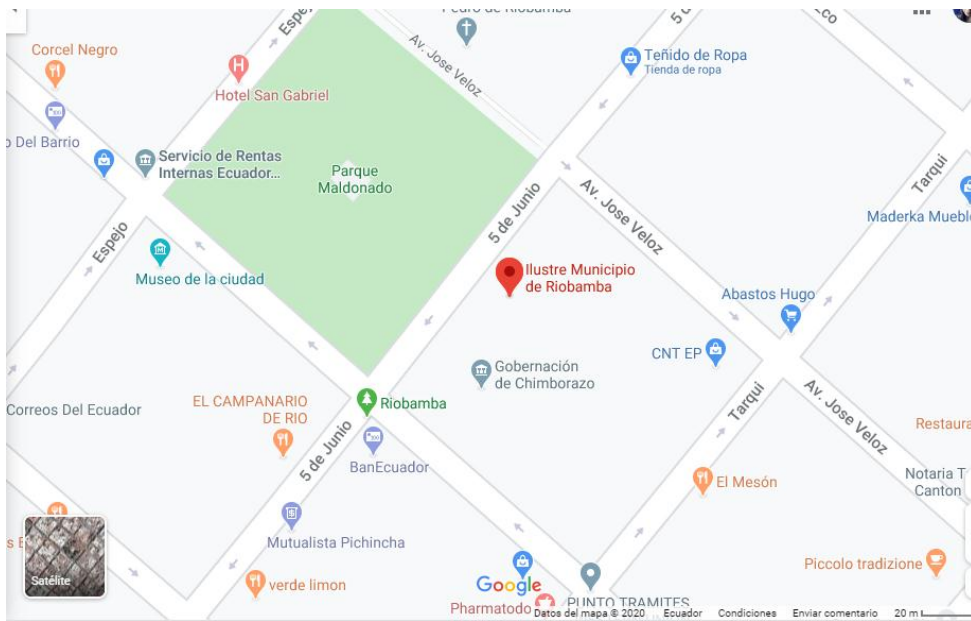 Pedro de Riobamba
Espejo
5
Eco
Av. Jose Veloz
Corcel Negro
Teñido de Ropa
Tienda de ropa
Hotel San Gabriel
o Del Barrio
Servicio de Rentas
Internas Ecuador...
Parque
Maldonado
Tarqui
Av. Jose Veloz
5 de Junio
Maderka Mueble
Espejo
Museo de la ciudad
Ilustre Municipio
de Riobamba
Abastos Hugo
CNT EP
Gobernación
de Chimborazo
Correos Del Ecuador
EL CAMPANARIO
DE RIO
Riobamba
Tarqui
Av. Jose Veloz
Restaura
5 de Junio
BanEcuador
El Mesón
Notaria T
Canton
Mutualista Pichincha
Satélite
verde limon
Google
Piccolo tradizione
Pharmatodo
PUNTO TRAMITES
Datos del mapa © 2020
Ecuador
Condiciones
Enviar comentario
20 m